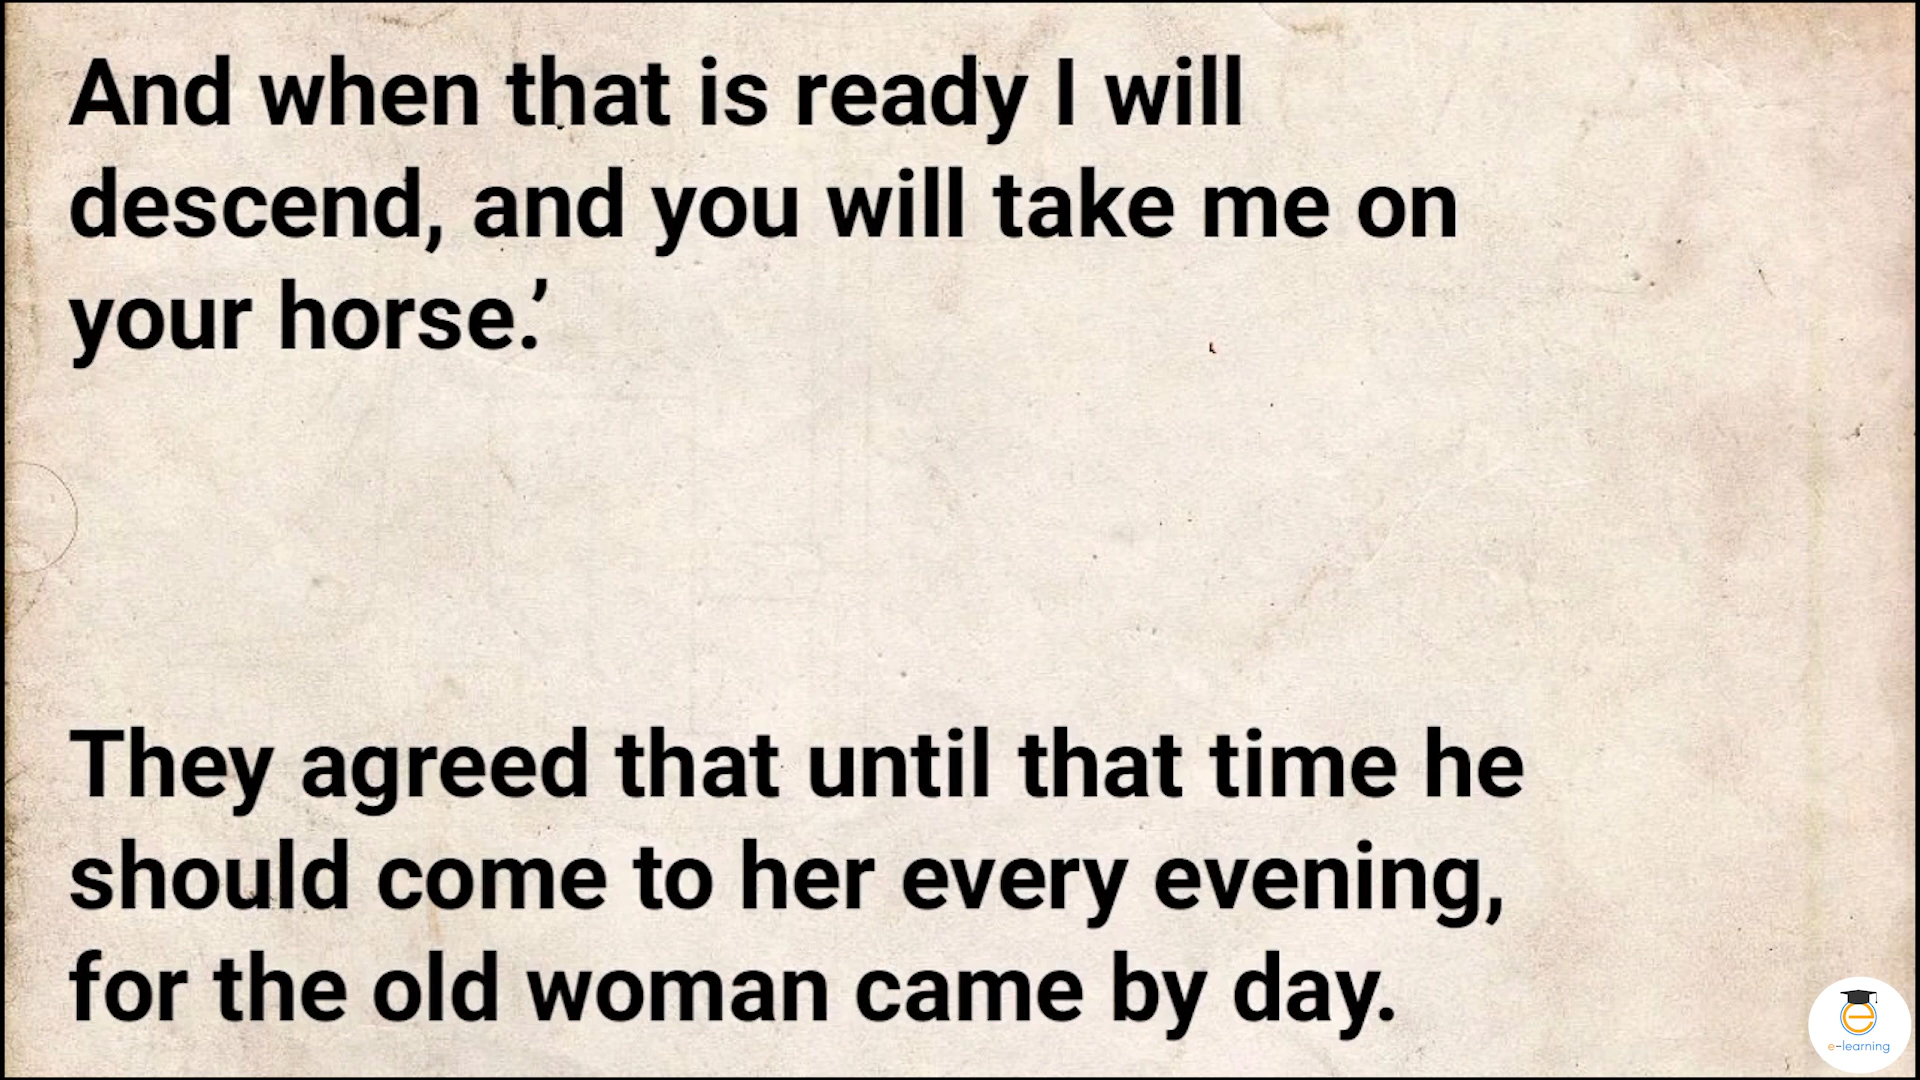 And when that is ready I will
descend, and you will take me on
your horse.’
They agreed that until that time he
should come to her every evening,
for the old woman came by day.
e-learning